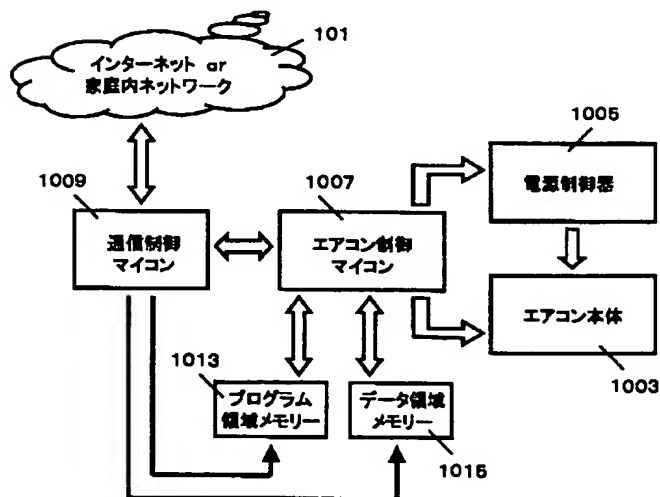 101
インターネット or
家庭内ネットワーク
1005
電源制御器
1009
通信制御
マイコン
1007
エアコン制御
マイコン
エアコン本体
1003
1013
プログラム
領域メモリー
データ領域
メモリー
1015